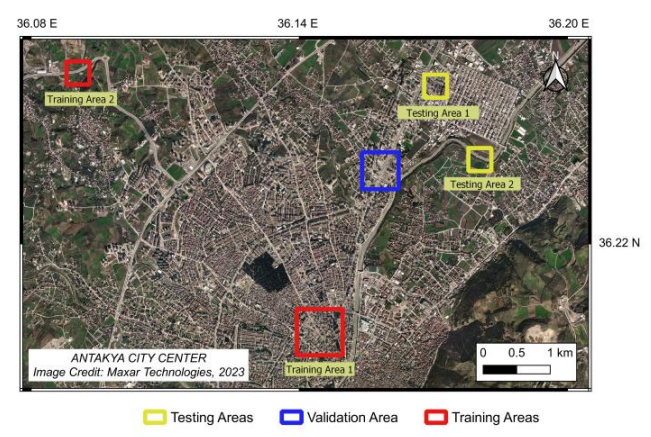 36.08 E 36.14 E 36.20 E
N
Training Area 2
Testing Area 1
Testing Area 2
36.22 N
Training Area 1
ANTAKYA CITY CENTER
Image Credit: Maxar Technologies, 2023
0 0.5 1 km
Testing Areas Validation Area Training Areas